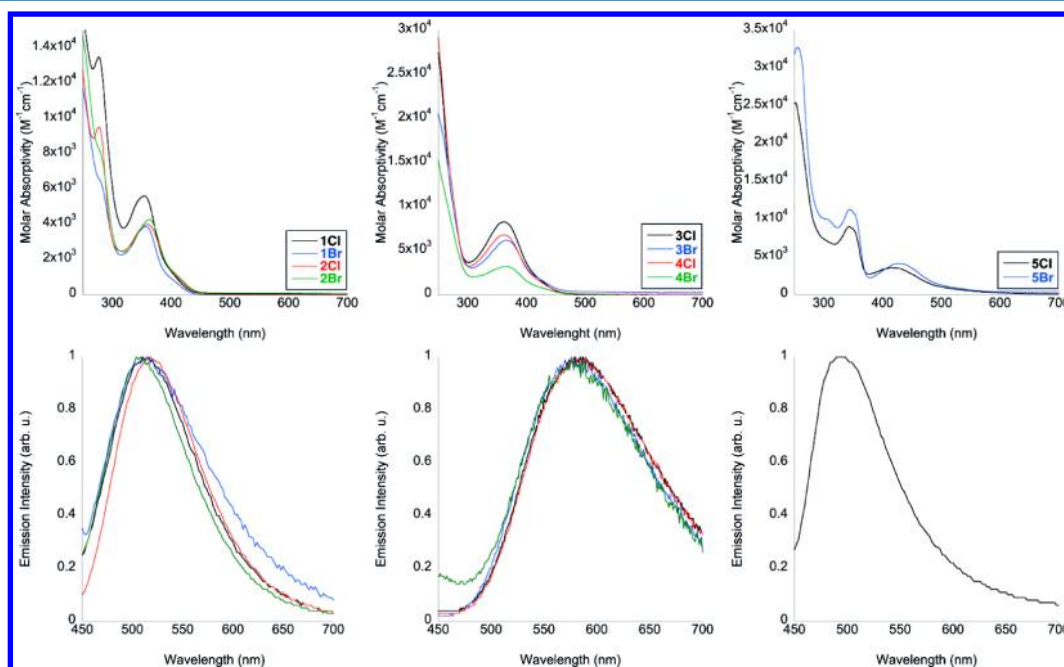 1.4x10⁴
1.2x10⁴
1x10⁴
8x10³
6x10³
4x10³
2x10³
0
Molar Absorptivity (M⁻¹cm⁻¹)
300 400 500 600 700
Wavelength (nm)
1Cl
1Br
2Cl
2Br
3x10⁴
2.5x10⁴
2x10⁴
1.5x10⁴
1x10⁴
5x10³
0
Molar Absorptivity (M⁻¹cm⁻¹)
300 400 500 600 700
Wavelenght (nm)
3Cl
3Br
4Cl
4Br
3.5x10⁴
3x10⁴
2.5x10⁴
2x10⁴
1.5x10⁴
1x10⁴
5x10³
0
Molar Absorptivity (M⁻¹cm⁻¹)
300 400 500 600 700
Wavelength (nm)
5Cl
5Br
1
0.8
0.6
0.4
0.2
0
Emission Intensity (arb. u.)
450 500 550 600 650 700
Wavelength (nm)
1
0.8
0.6
0.4
0.2
0
Emission Intensity (arb. u.)
450 500 550 600 650 700
Wavelength (nm)
1
0.8
0.6
0.4
0.2
0
Emission Intensity (arb. u.)
450 500 550 600 650 700
Wavelength (nm)